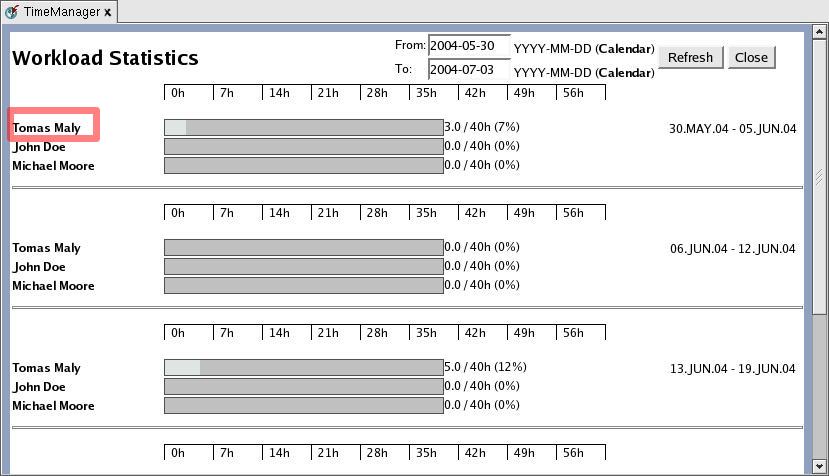 TimeManager x
Workload Statistics
From: 2004-05-30 YYYY-MM-DD (Calendar)
To: 2004-07-03 YYYY-MM-DD (Calendar)
Refresh Close
0h 7h 14h 21h 28h 35h 42h 49h 56h
Tomas Maly 3.0 / 40h (7%) 30.MAY.04 - 05.JUN.04
John Doe 0.0 / 40h (0%)
Michael Moore 0.0 / 40h (0%)
0h 7h 14h 21h 28h 35h 42h 49h 56h
Tomas Maly 0.0 / 40h (0%) 06.JUN.04 - 12.JUN.04
John Doe 0.0 / 40h (0%)
Michael Moore 0.0 / 40h (0%)
0h 7h 14h 21h 28h 35h 42h 49h 56h
Tomas Maly 5.0 / 40h (12%) 13.JUN.04 - 19.JUN.04
John Doe 0.0 / 40h (0%)
Michael Moore 0.0 / 40h (0%)
0h 7h 14h 21h 28h 35h 42h 49h 56h